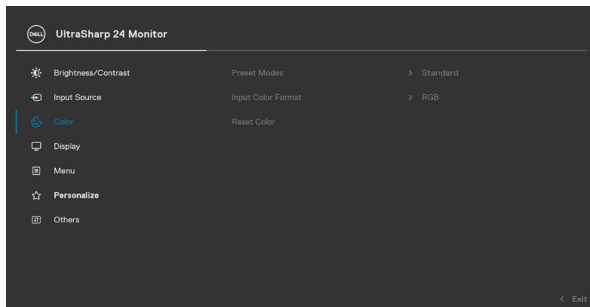 DELL UltraSharp 24 Monitor
Brightness/Contrast Preset Modes > Standard
Input Source Input Color Format > RGB
Color Reset Color
Display
Menu
Personalize
Others
< Exit